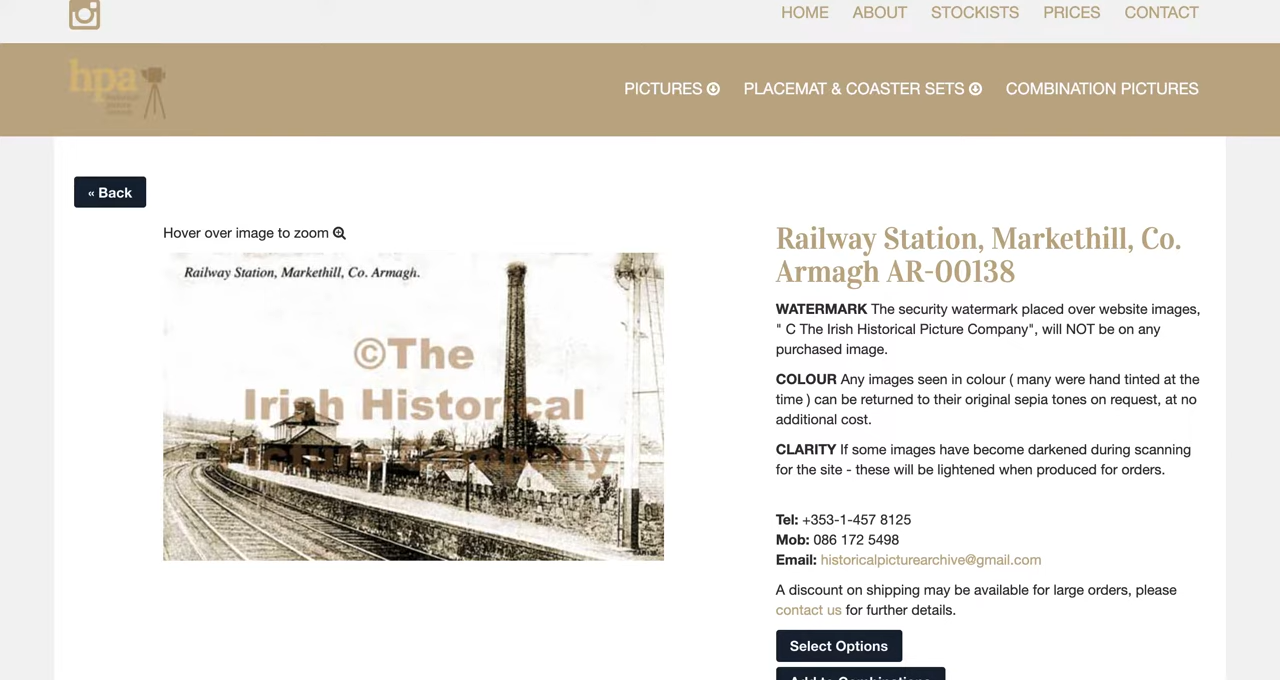 HOME ABOUT STOCKISTS PRICES CONTACT
hpa
PICTURES PLACEMAT & COASTER SETS COMBINATION PICTURES
« Back
Hover over image to zoom
Railway Station, Markethill, Co. Armagh.
©The
Irish Historical
Picture Company
Railway Station, Markethill, Co.
Armagh AR-00138
WATERMARK The security watermark placed over website images,
" C The Irish Historical Picture Company", will NOT be on any
purchased image.
COLOUR Any images seen in colour ( many were hand tinted at the
time ) can be returned to their original sepia tones on request, at no
additional cost.
CLARITY If some images have become darkened during scanning
for the site - these will be lightened when produced for orders.
Tel: +353-1-457 8125
Mob: 086 172 5498
Email: historicalpicturearchive@gmail.com
A discount on shipping may be available for large orders, please
contact us for further details.
Select Options
Add to Combinations